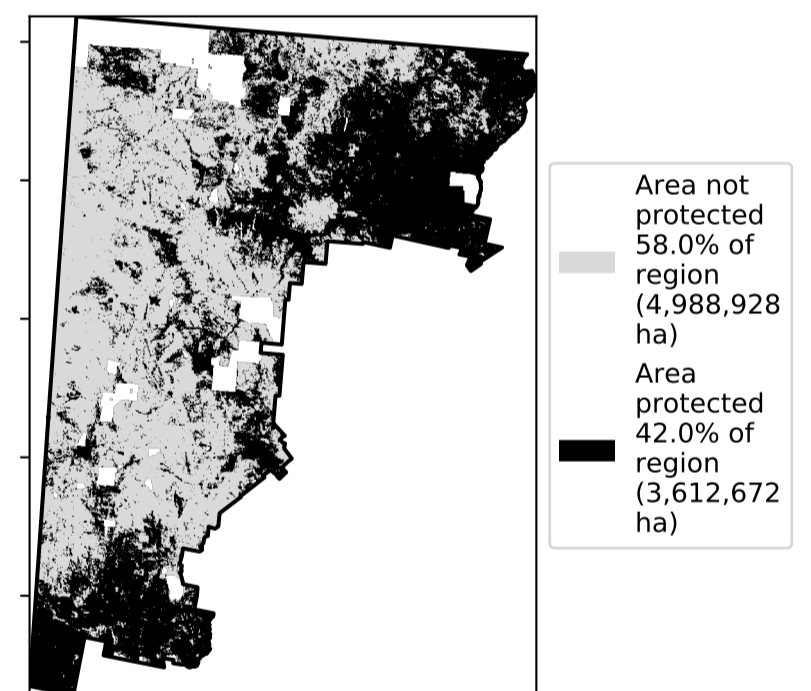 Area not
protected
58.0% of
region
(4,988,928
ha)
Area
protected
42.0% of
region
(3,612,672
ha)